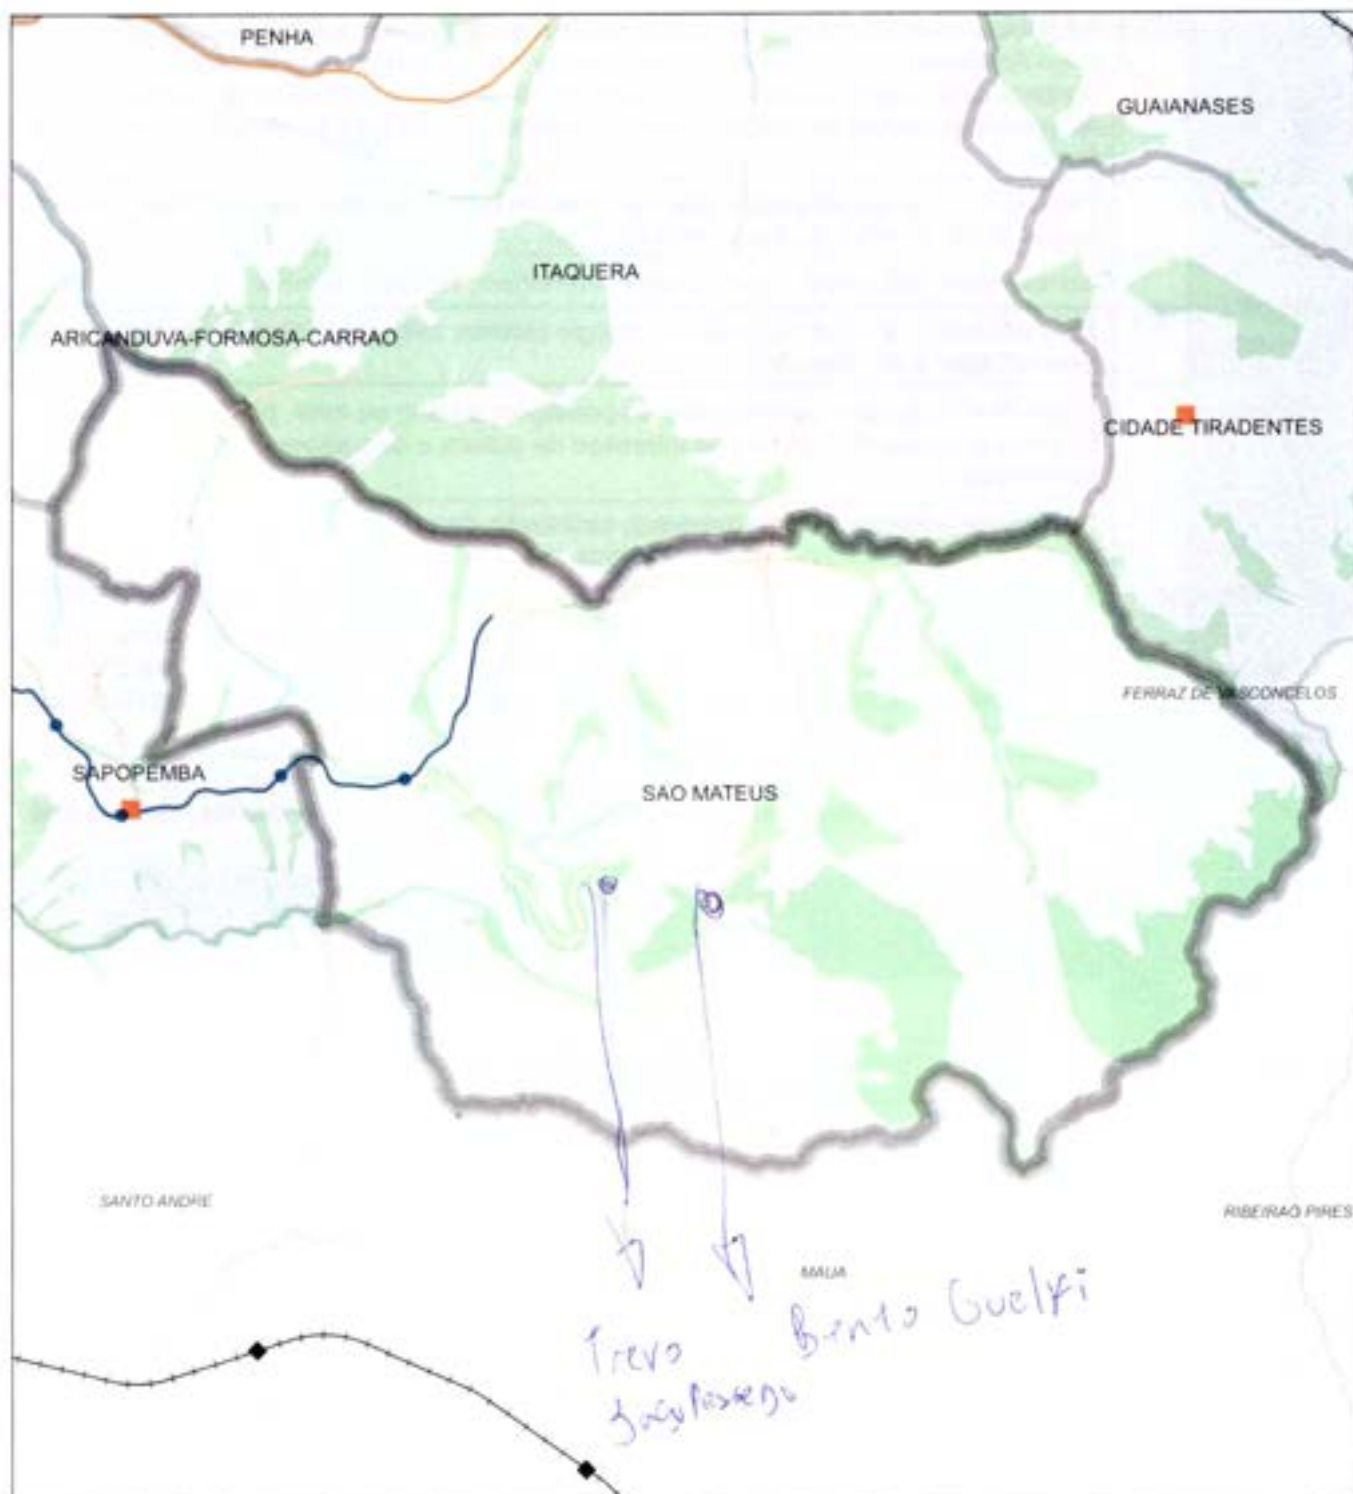 PENHA
GUAIANASES
ITAQUERA
ARICANDUVA-FORMOSA-CARRAO
CIDADE TIRADENTES
FERRAZ DE VASCONCELOS
SAPOPEMBA
SAO MATEUS
SANTO ANDRE
RIBEIRAO PIRES
MAUA
Bento Guelfi
Trevo